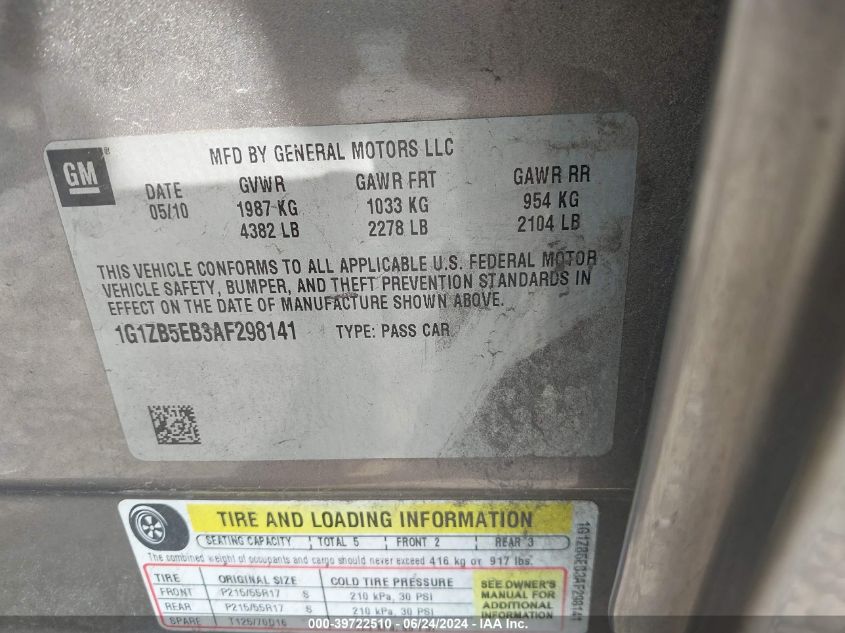 GM
MFD BY GENERAL MOTORS LLC
DATE GVWR GAWR FRT GAWR RR
05/10 1987 KG 1033 KG 954 KG
4382 LB 2278 LB 2104 LB
THIS VEHICLE CONFORMS TO ALL APPLICABLE U.S. FEDERAL MOTOR
VEHICLE SAFETY, BUMPER, AND THEFT PREVENTION STANDARDS IN
EFFECT ON THE DATE OF MANUFACTURE SHOWN ABOVE.
1G1ZB5EB3AF298141 TYPE: PASS CAR
TIRE AND LOADING INFORMATION
SEATING CAPACITY TOTAL 5 FRONT 2 REAR 3
The combined weight of occupants and cargo should never exceed 416 kg or 917 lbs.
TIRE ORIGINAL SIZE COLD TIRE PRESSURE
FRONT P215/55R17 S 210 kPa, 30 PSI
REAR P215/55R17 S 210 kPa, 30 PSI
SPARE T125/70D16
SEE OWNER'S
MANUAL FOR
ADDITIONAL
INFORMATION
1G1ZB5EB3AF298141
000-39722510 - 06/24/2024 - IAA, Inc.